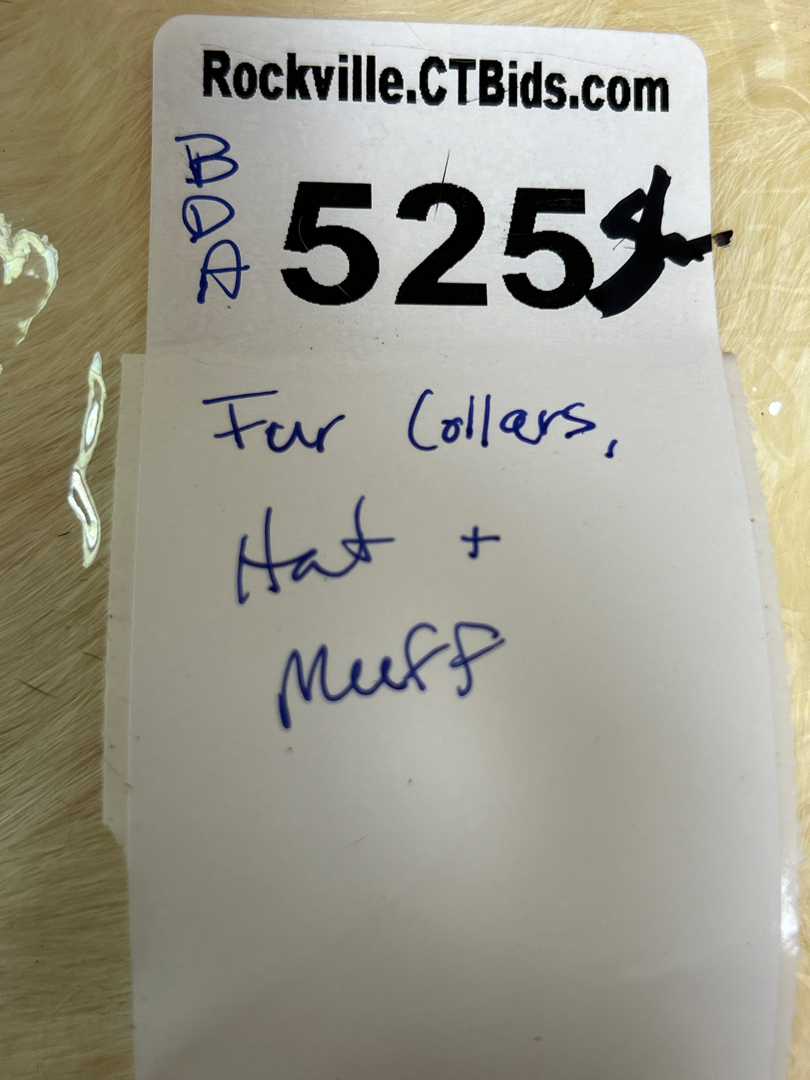 Rockville.CTBids.com
BDA
525
Fur Collars,
Hat +
Muff